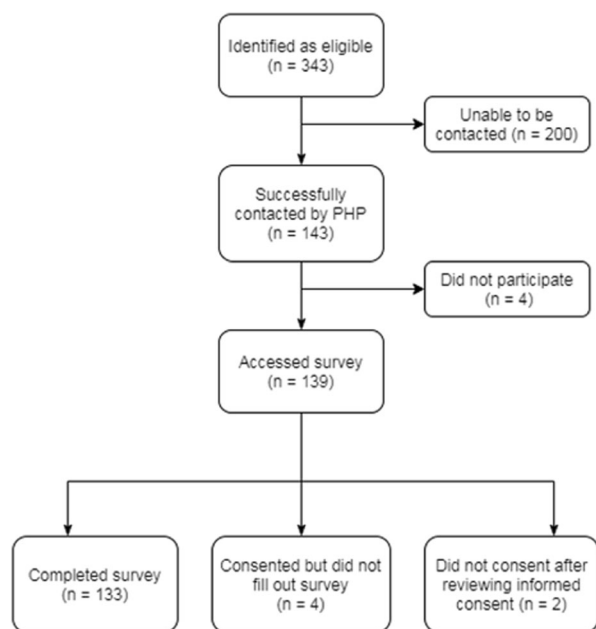 Identified as eligible
(n = 343)
Unable to be
contacted (n = 200)
Successfully
contacted by PHP
(n = 143)
Did not participate
(n = 4)
Accessed survey
(n = 139)
Completed survey
(n = 133)
Consented but did not
fill out survey
(n = 4)
Did not consent after
reviewing informed
consent (n = 2)